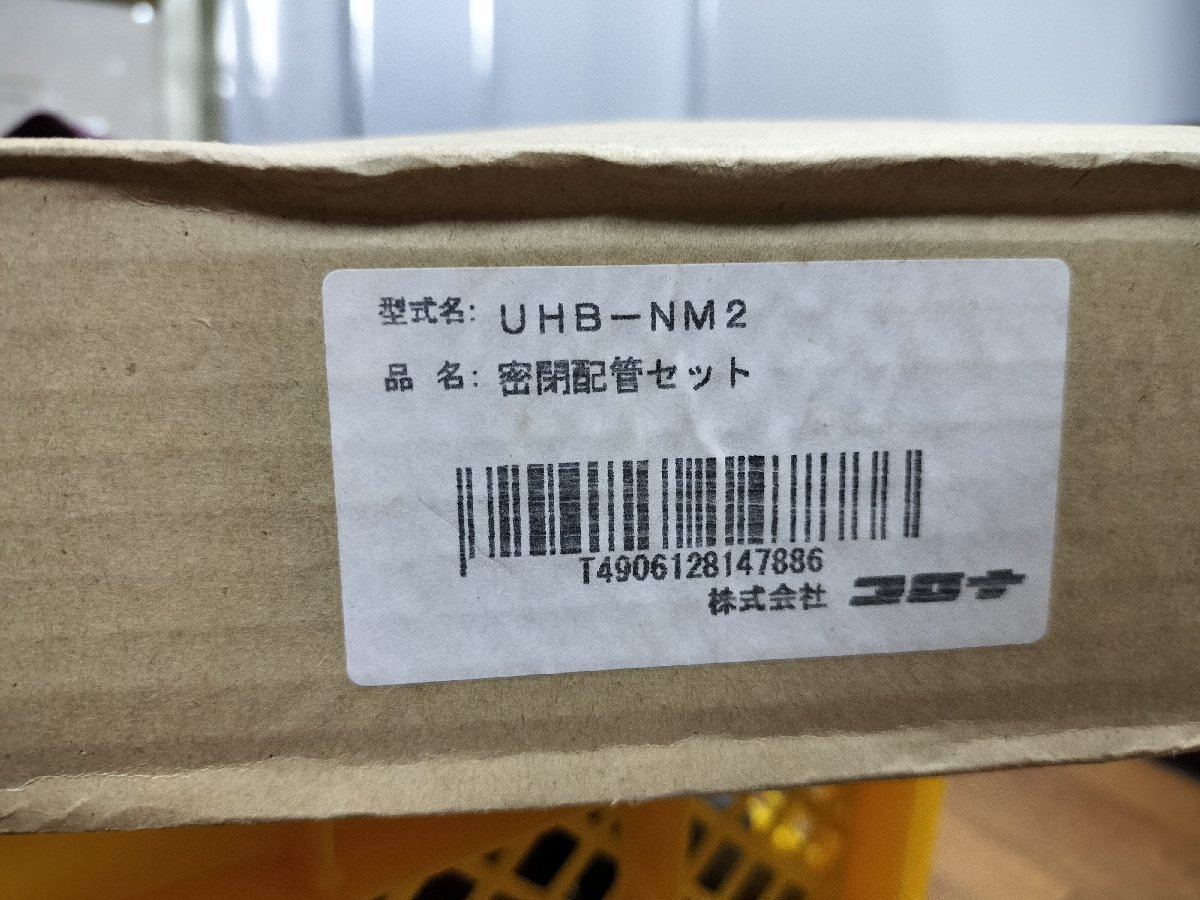 型式名: UHB-NM2
品 名: 密閉配管セット
T4906128147886
株式会社 コロナ